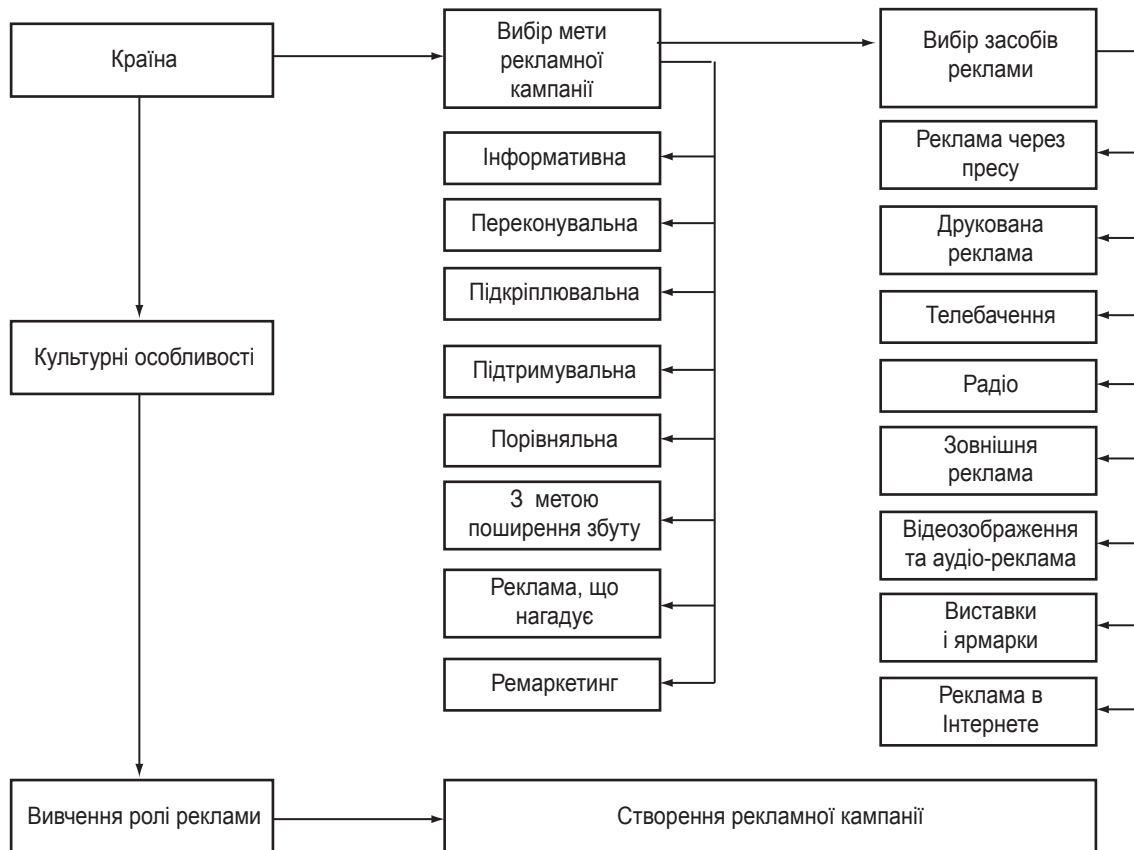 Країна
Вибір мети
рекламної
кампанії
Вибір засобів
реклами
Інформативна
Переконувальна
Підкріплювальна
Підтримувальна
Порівняльна
З метою
поширення збуту
Реклама, що
нагадує
Ремаркетинг
Реклама через
пресу
Друкована
реклама
Телебачення
Радіо
Зовнішня
реклама
Відеозображення
та аудіо-реклама
Виставки
і ярмарки
Реклама в
Інтернете
Культурні особливості
Вивчення ролі реклами
Створення рекламної кампанії